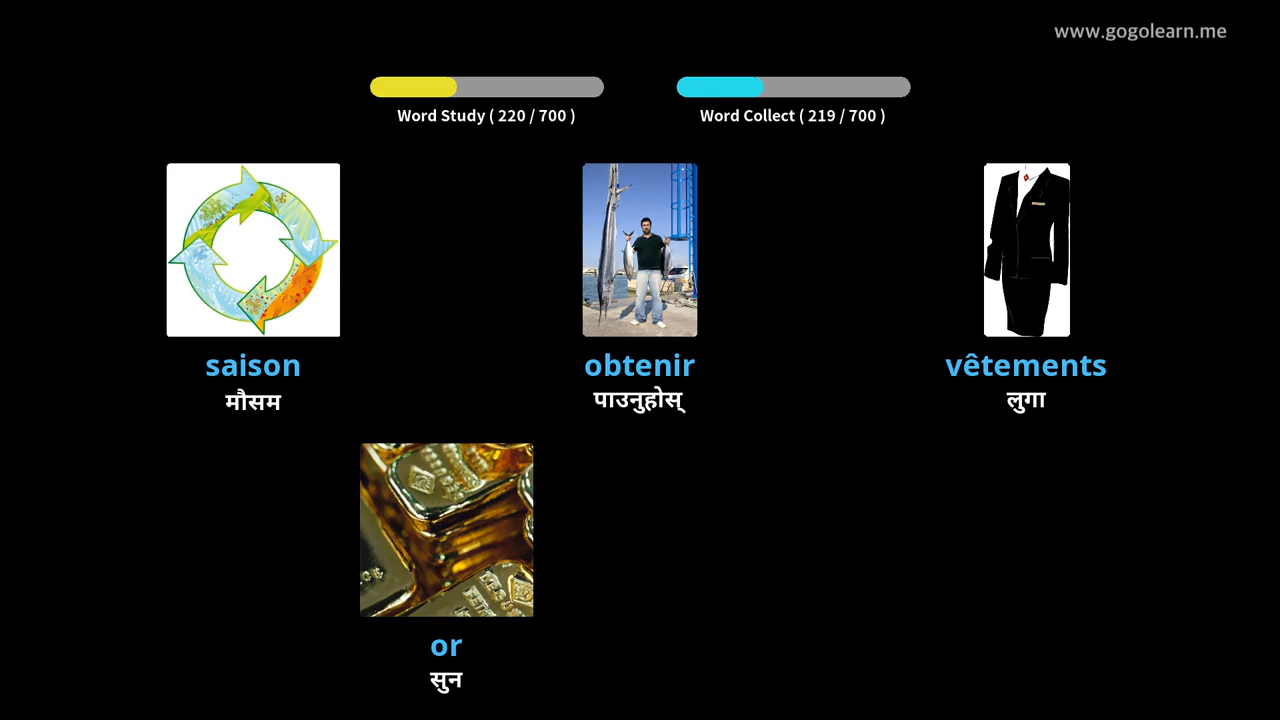 www.gogolearn.me
Word Study ( 220 / 700 )
Word Collect ( 219 / 700 )
saison
obtenir
vêtements
मौसम
पाउनुहोस्
लुगा
or
सुन